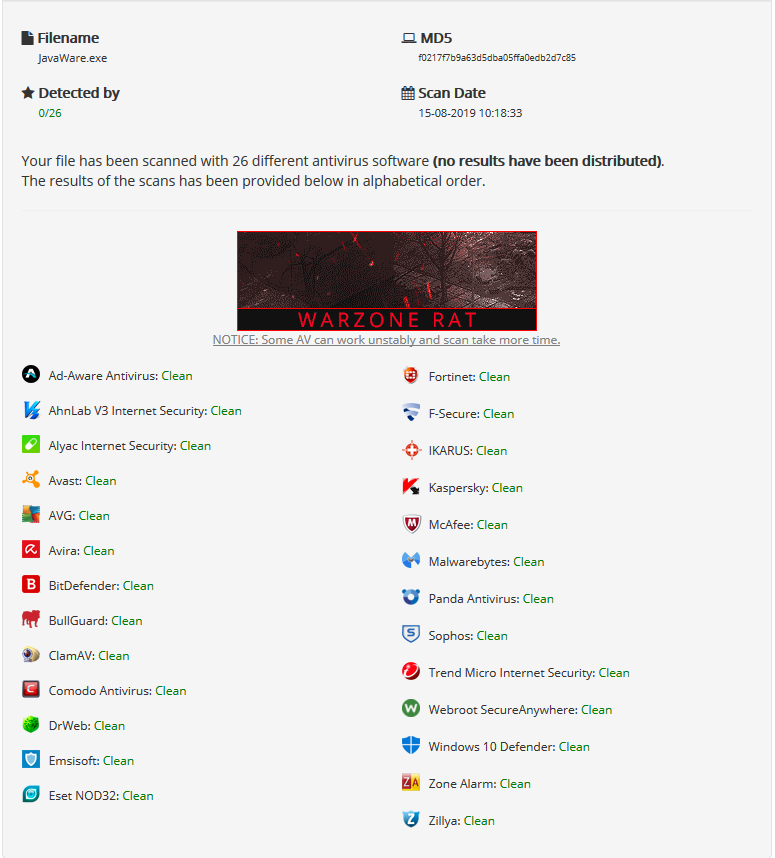 Filename
JavaWare.exe
MD5
f0217f7b9a63d5dba05ffa0edb2d7c85
Detected by
0/26
Scan Date
15-08-2019 10:18:33
Your file has been scanned with 26 different antivirus software (no results have been distributed).
The results of the scans has been provided below in alphabetical order.
WARZONE RAT
NOTICE: Some AV can work unstably and scan take more time.
Ad-Aware Antivirus: Clean
AhnLab V3 Internet Security: Clean
Alyac Internet Security: Clean
Avast: Clean
AVG: Clean
Avira: Clean
BitDefender: Clean
BullGuard: Clean
ClamAV: Clean
Comodo Antivirus: Clean
DrWeb: Clean
Emsisoft: Clean
Eset NOD32: Clean
Fortinet: Clean
F-Secure: Clean
IKARUS: Clean
Kaspersky: Clean
McAfee: Clean
Malwarebytes: Clean
Panda Antivirus: Clean
Sophos: Clean
Trend Micro Internet Security: Clean
Webroot SecureAnywhere: Clean
Windows 10 Defender: Clean
Zone Alarm: Clean
Zillya: Clean